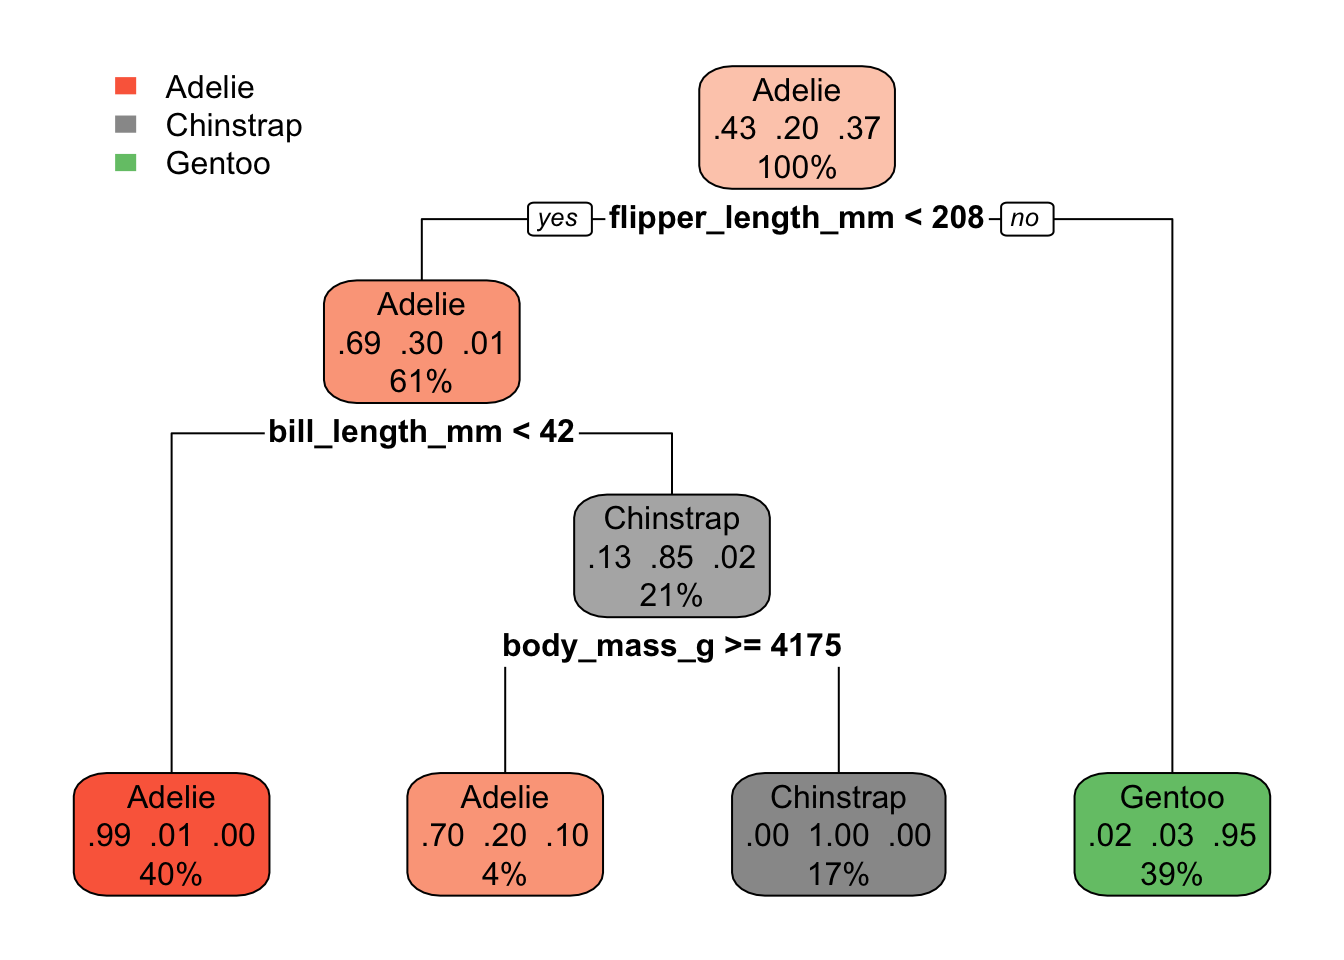 Adelie
Chinstrap
Gentoo
Adelie
.43 .20 .37
100%
yes flipper_length_mm < 208 no
Adelie
.69 .30 .01
61%
bill_length_mm < 42
Chinstrap
.13 .85 .02
21%
body_mass_g >= 4175
Adelie
.99 .01 .00
40%
Adelie
.70 .20 .10
4%
Chinstrap
.00 1.00 .00
17%
Gentoo
.02 .03 .95
39%